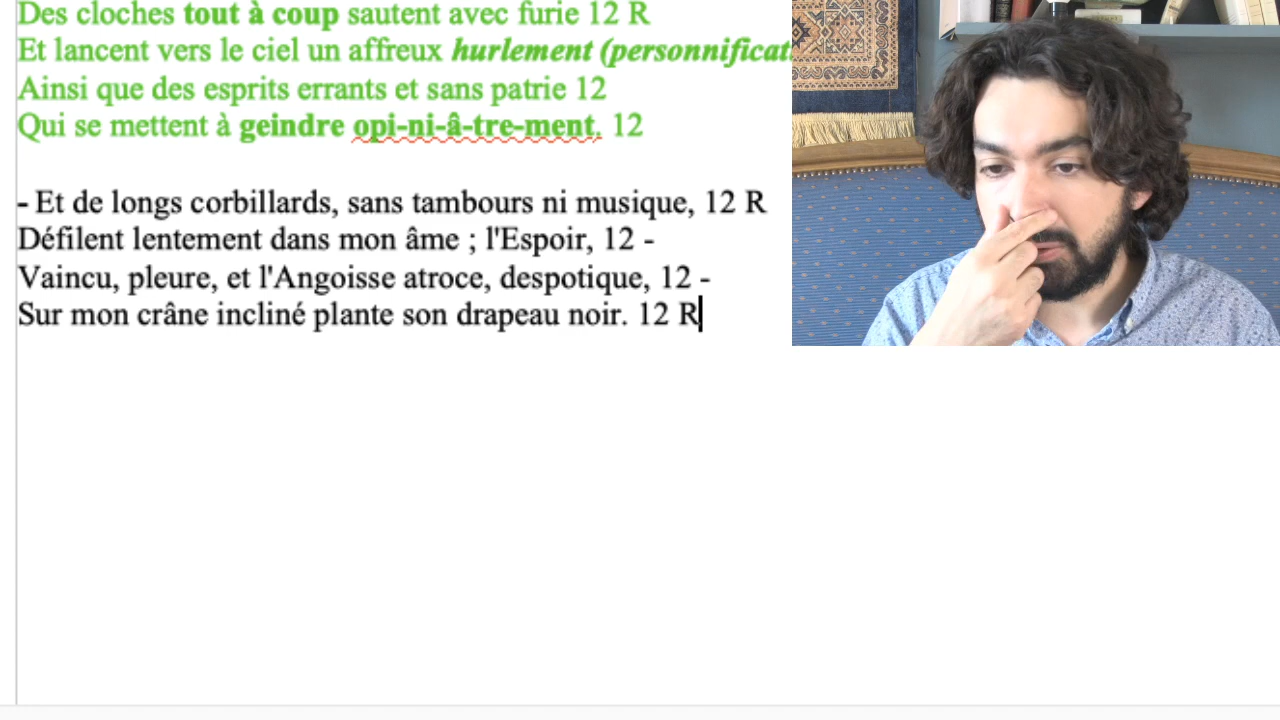 Des cloches tout à coup sautent avec furie 12 R
Et lancent vers le ciel un affreux hurlement (personnificat
Ainsi que des esprits errants et sans patrie 12
Qui se mettent à geindre opi-ni-â-tre-ment. 12
- Et de longs corbillards, sans tambours ni musique, 12 R
Défilent lentement dans mon âme ; l'Espoir, 12 -
Vaincu, pleure, et l'Angoisse atroce, despotique, 12 -
Sur mon crâne incliné plante son drapeau noir. 12 R